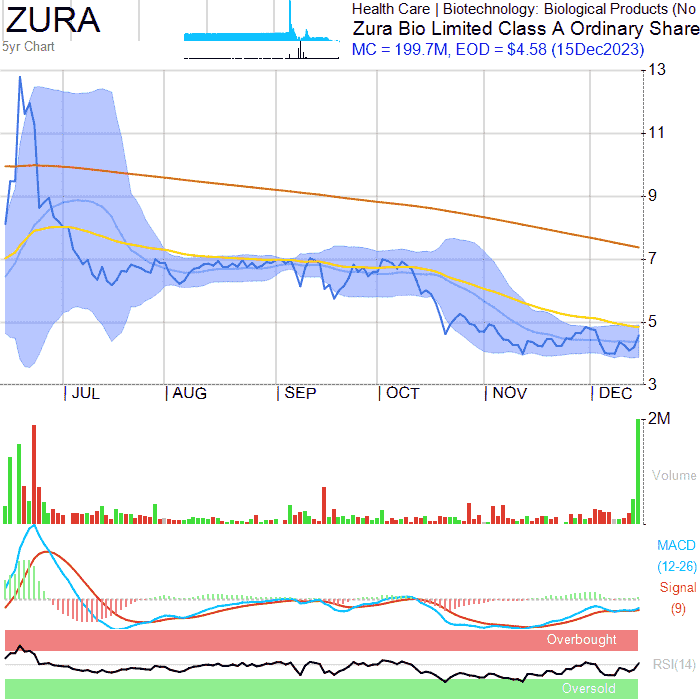 ZURA
5yr Chart
Health Care | Biotechnology: Biological Products (No
Zura Bio Limited Class A Ordinary Share
MC = 199.7M, EOD = $4.58 (15Dec2023)
13
11
9
7
5
3
JUL AUG SEP OCT NOV DEC
2M
Volume
MACD
(12-26)
Signal
(9)
Overbought
RSI(14)
Oversold